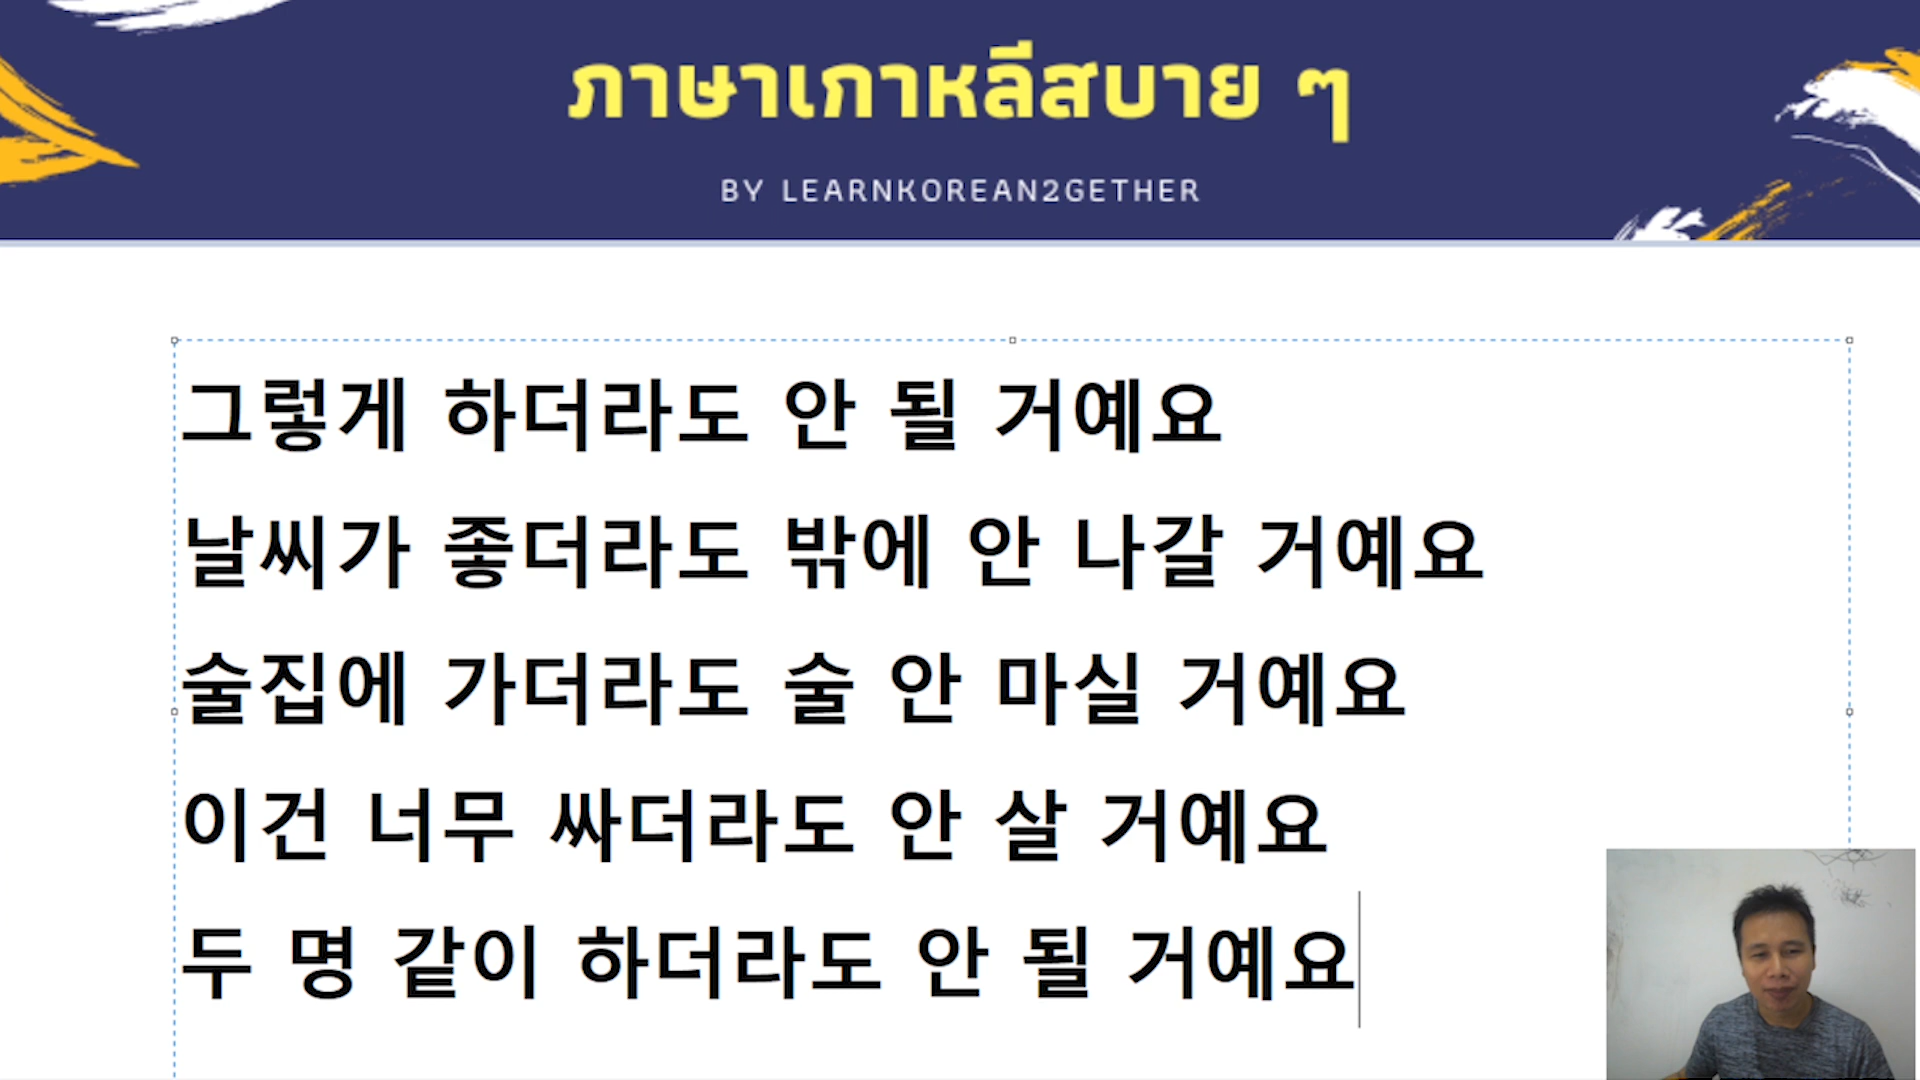 ภาษาเกาหลีสบาย ๆ
BY LEARNKOREAN2GETHER
그렇게 하더라도 안 될 거예요
날씨가 좋더라도 밖에 안 나갈 거예요
술집에 가더라도 술 안 마실 거예요
이건 너무 싸더라도 안 살 거예요
두 명 같이 하더라도 안 될 거예요